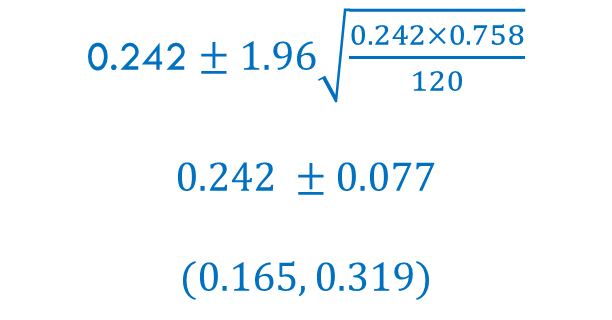 0.242 ± 1.96√(0.242×0.758 / 120)
0.242 ± 0.077
(0.165, 0.319)